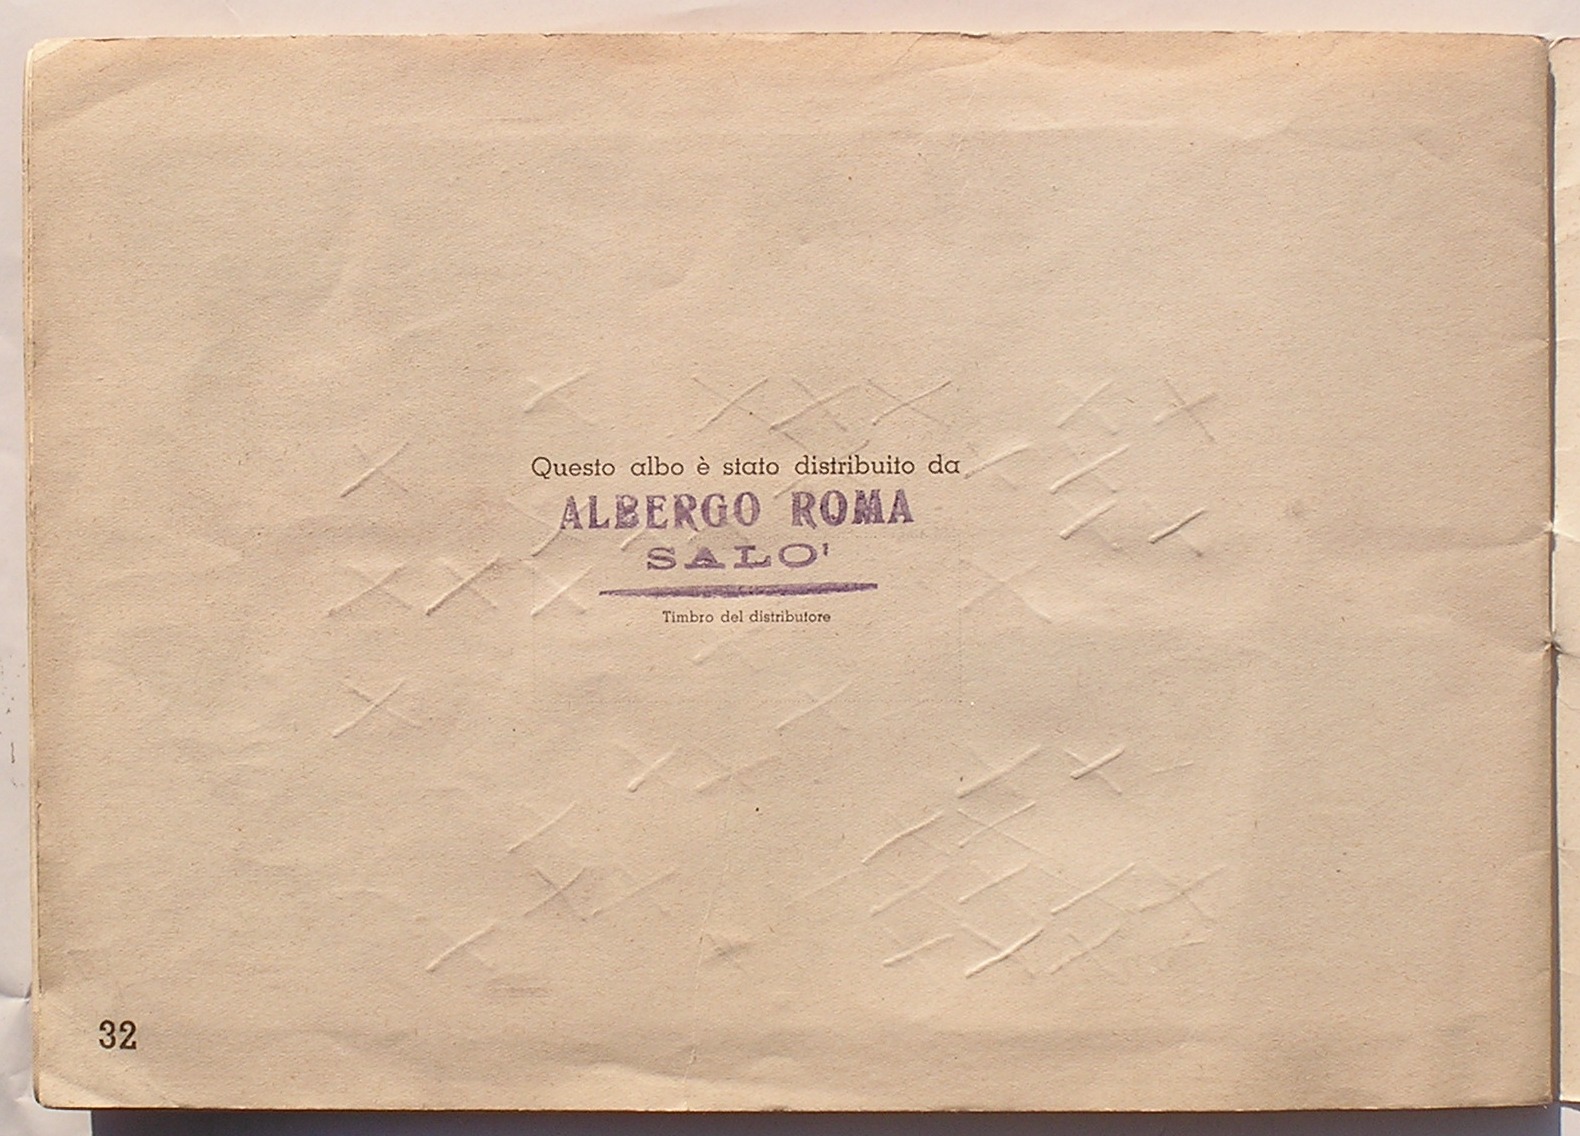 Questo albo è stato distribuito da
ALBERGO ROMA
SALO'
Timbro del distributore
32